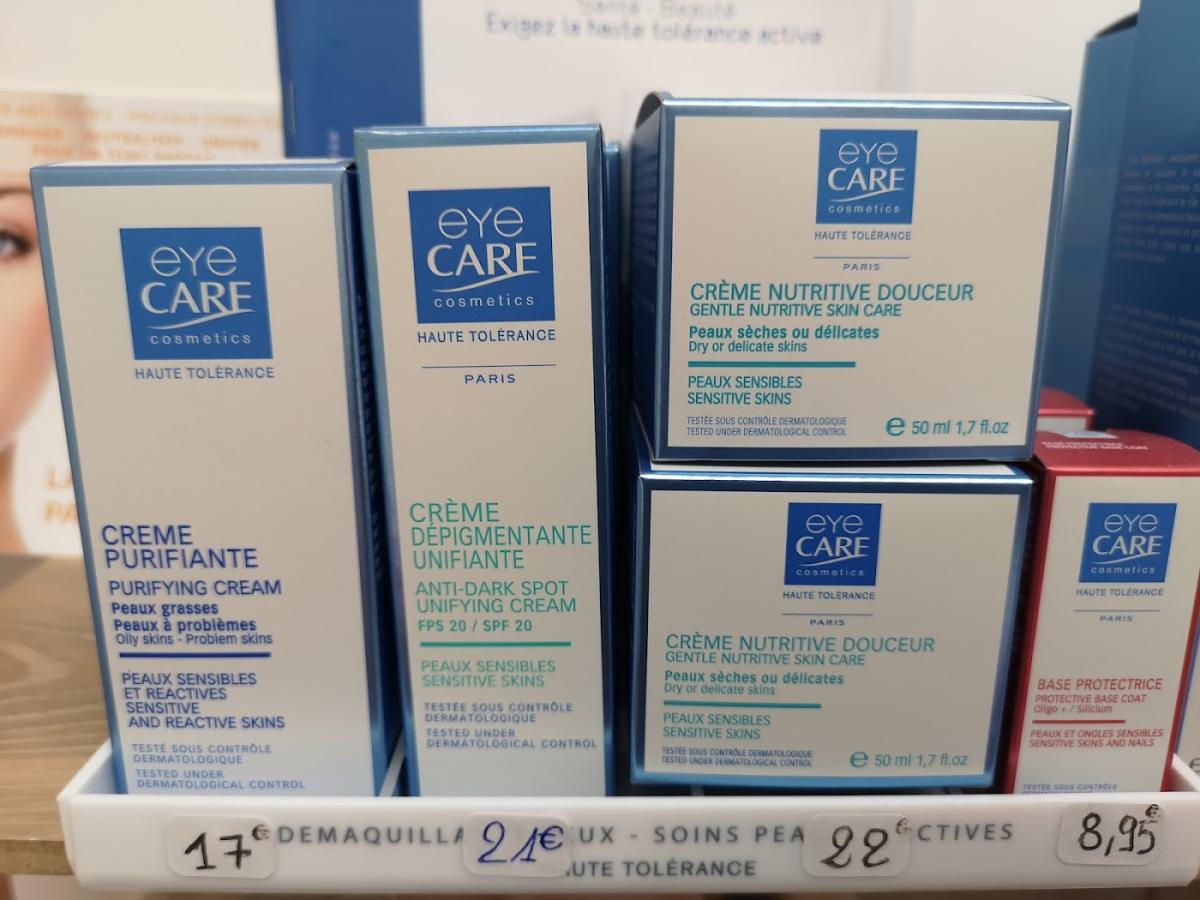 Santé - Beauté
Exigez la haute tolérance active
eye
CARE
cosmetics
HAUTE TOLÉRANCE
CREME
PURIFIANTE
PURIFYING CREAM
Peaux grasses
Peaux à problèmes
Oily skins - Problem skins
PEAUX SENSIBLES
ET REACTIVES
SENSITIVE
AND REACTIVE SKINS
TESTÉ SOUS CONTRÔLE
DERMATOLOGIQUE
TESTED UNDER
DERMATOLOGICAL CONTROL
eye
CARE
cosmetics
HAUTE TOLÉRANCE
PARIS
CRÈME
DÉPIGMENTANTE
UNIFIANTE
ANTI-DARK SPOT
UNIFYING CREAM
FPS 20 / SPF 20
PEAUX SENSIBLES
SENSITIVE SKINS
TESTÉE SOUS CONTRÔLE
DERMATOLOGIQUE
TESTED UNDER
DERMATOLOGICAL CONTROL
eye
CARE
cosmetics
HAUTE TOLÉRANCE
PARIS
CRÈME NUTRITIVE DOUCEUR
GENTLE NUTRITIVE SKIN CARE
Peaux sèches ou délicates
Dry or delicate skins
PEAUX SENSIBLES
SENSITIVE SKINS
TESTÉE SOUS CONTRÔLE DERMATOLOGIQUE
TESTED UNDER DERMATOLOGICAL CONTROL
e 50 ml 1,7 fl.oz
eye
CARE
cosmetics
HAUTE TOLÉRANCE
PARIS
CRÈME NUTRITIVE DOUCEUR
GENTLE NUTRITIVE SKIN CARE
Peaux sèches ou délicates
Dry or delicate skins
PEAUX SENSIBLES
SENSITIVE SKINS
TESTÉE SOUS CONTRÔLE DERMATOLOGIQUE
TESTED UNDER DERMATOLOGICAL CONTROL
e 50 ml 1,7 fl.oz
BASE PROTECTRICE
PROTECTIVE BASE COAT
eye
CARE
cosmetics
HAUTE TOLÉRANCE
PARIS
BASE PROTECTRICE
PROTECTIVE BASE COAT
Oligo + / Silicium
PEAUX ET ONGLES SENSIBLES
SENSITIVE SKINS AND NAILS
TESTÉE SOUS CONTRÔLE
17€ DEMAQUILLA 21€ UX - SOINS PEA 22€ CTIVES 8,95€
HAUTE TOLÉRANCE